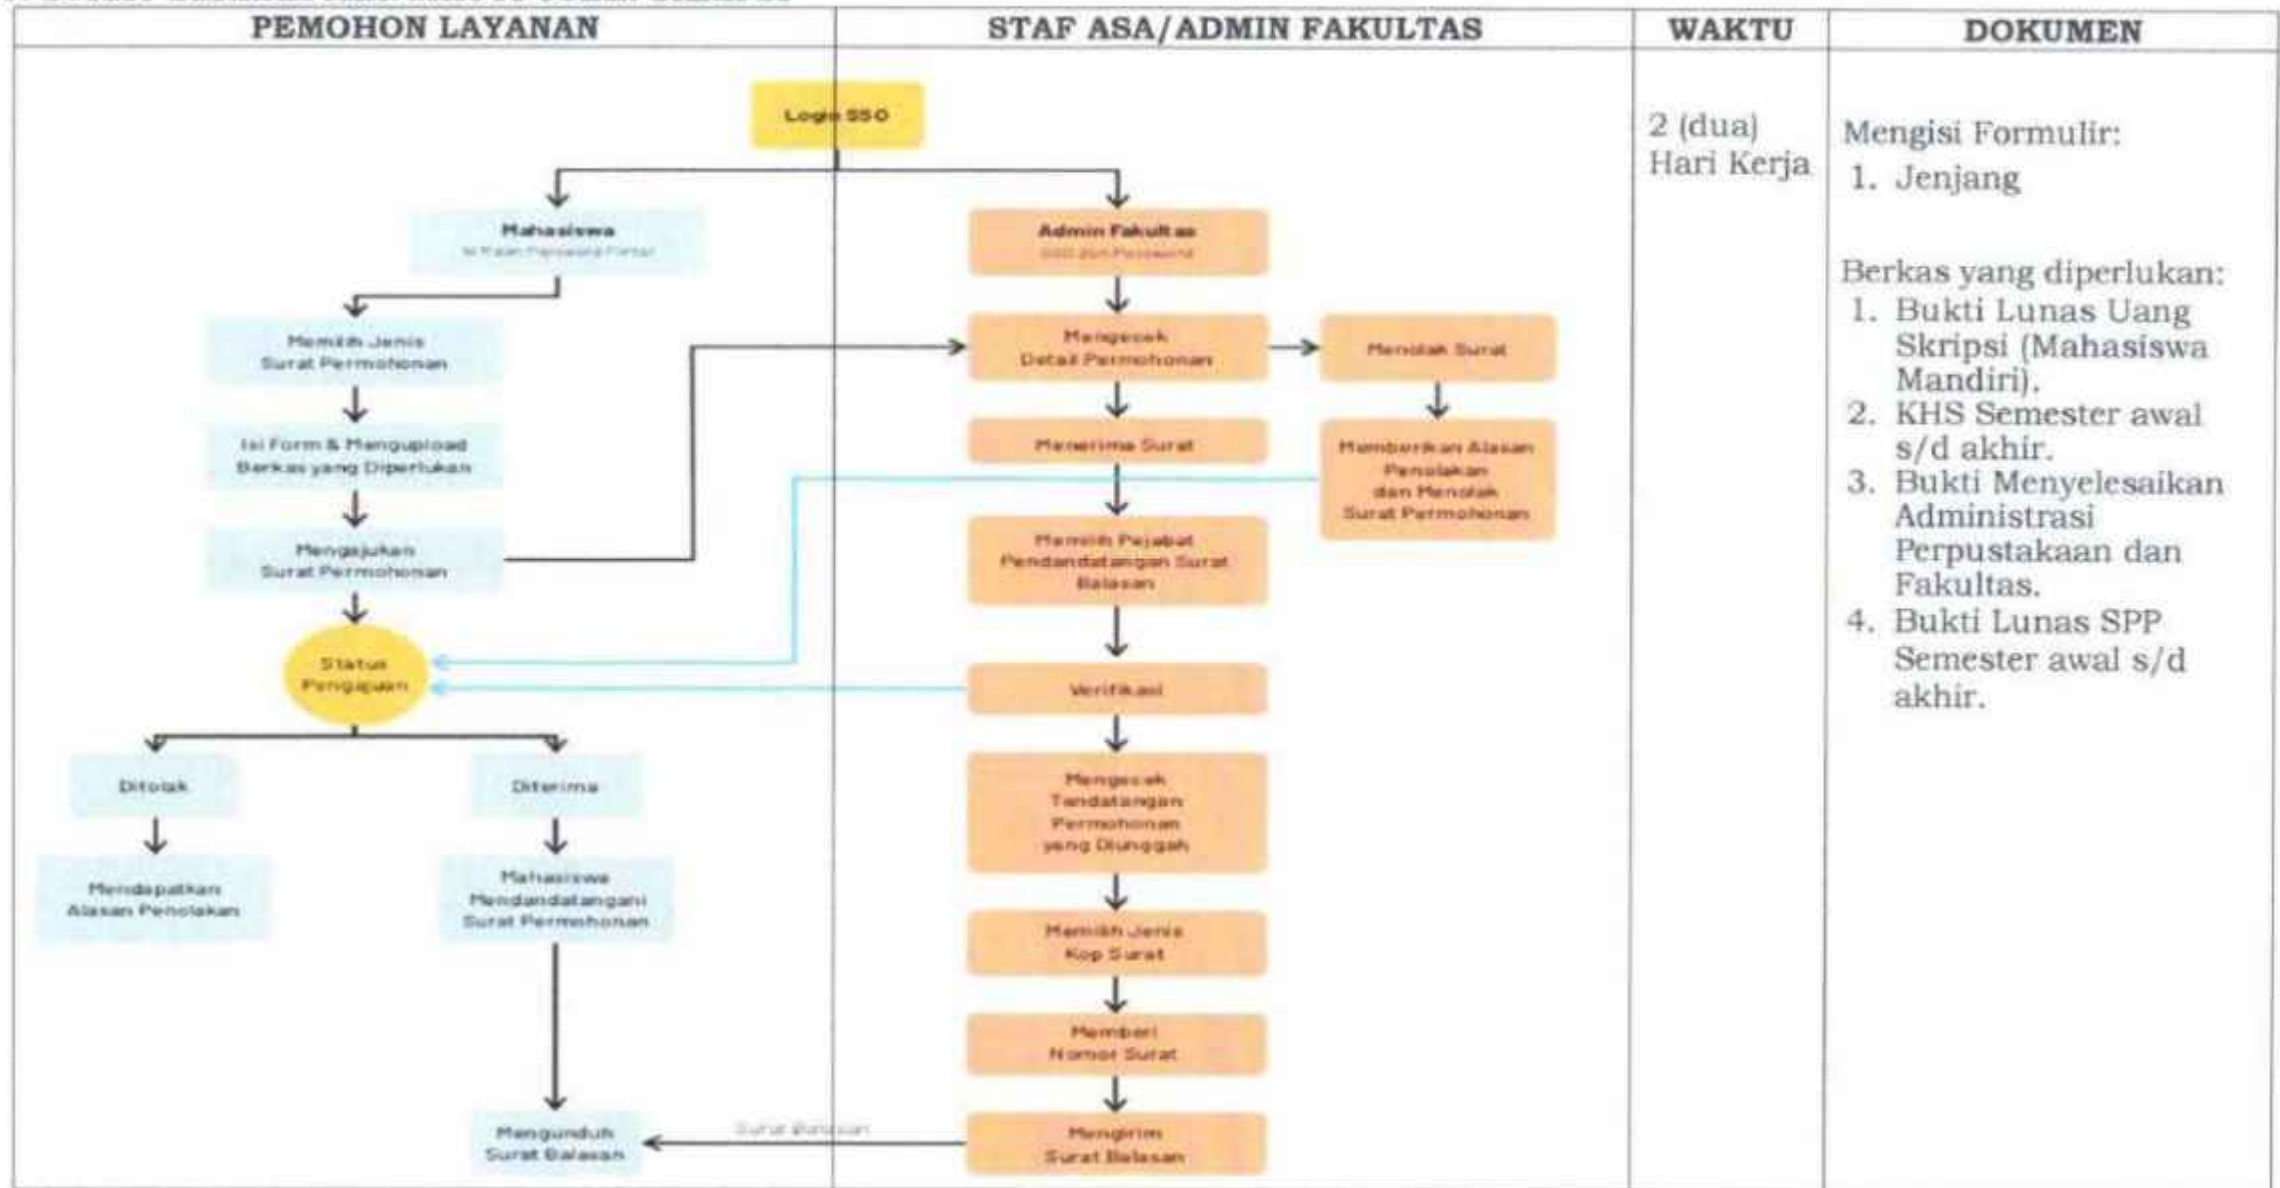 PEMOHON LAYANAN
STAF ASA/ADMIN FAKULTAS
WAKTU
DOKUMEN
Login SSO
Mahasiswa
Admin Fakultas
SSO dan Password
Memilih Jenis
Surat Permohonan
Isi Form & Mengupload
Berkas yang Diperlukan
Mengajukan
Surat Permohonan
Status
Pengajuan
Ditolak
Diterima
Mendapatkan
Alasan Penolakan
Mahasiswa
Mendandatangani
Surat Permohonan
Mengunduh
Surat Balasan
Mengecek
Detail Permohonan
Menolak Surat
Menerima Surat
Memberikan Alasan
Penolakan
dan Menolak
Surat Permohonan
Memilih Pejabat
Pendandatangan Surat
Balasan
Verifikasi
Mengecek
Tandatangan
Permohonan
yang Diunggah
Memilih Jenis
Kop Surat
Memberi
Nomor Surat
Surat Balasan
Mengirim
Surat Balasan
2 (dua)
Hari Kerja
Mengisi Formulir:
1. Jenjang
Berkas yang diperlukan:
1. Bukti Lunas Uang
Skripsi (Mahasiswa
Mandiri).
2. KHS Semester awal
s/d akhir.
3. Bukti Menyelesaikan
Administrasi
Perpustakaan dan
Fakultas.
4. Bukti Lunas SPP
Semester awal s/d
akhir.